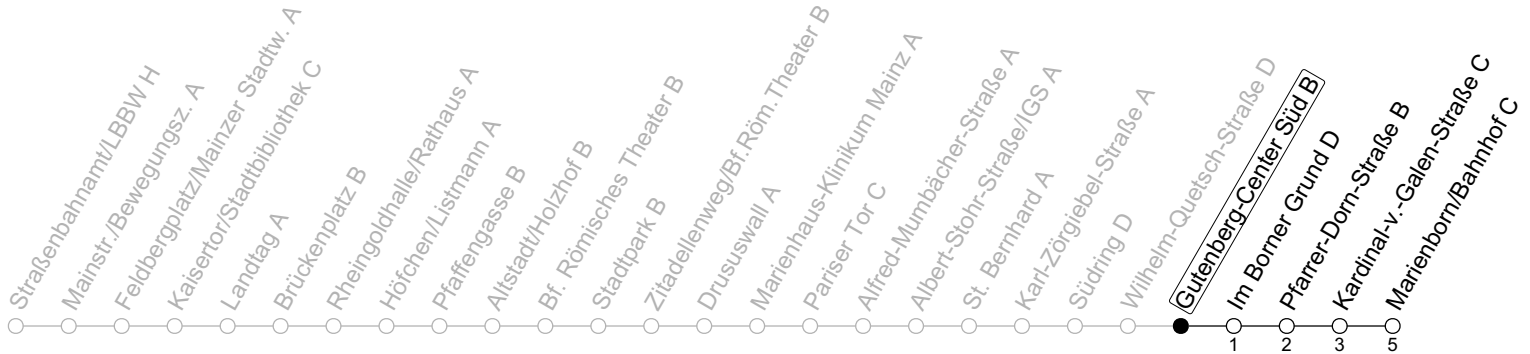 Straßenbahnamt/LBBW H
Mainstr./Bewegungsz. A
Feldbergplatz/Mainzer Stadtw. A
Kaisertor/Stadtbibliothek C
Landtag A
Brückenplatz B
Rheingoldhalle/Rathaus A
Höfchen/Listmann A
Pfaffengasse B
Altstadt/Holzhof B
Bf. Römisches Theater B
Stadtpark B
Zitadellenweg/Bf.Röm.Theater B
Drususwall A
Marienhaus-Klinikum Mainz A
Pariser Tor C
Alfred-Mumbächer-Straße A
Albert-Stohr-Straße/IGS A
St. Bernhard A
Karl-Zörgiebel-Straße A
Südring D
Wilhelm-Quetsch-Straße D
Gutenberg-Center Süd B
Im Borner Grund D
Pfarrer-Dorn-Straße B
Kardinal-v.-Galen-Straße C
Marienborn/Bahnhof C
1
2
3
5